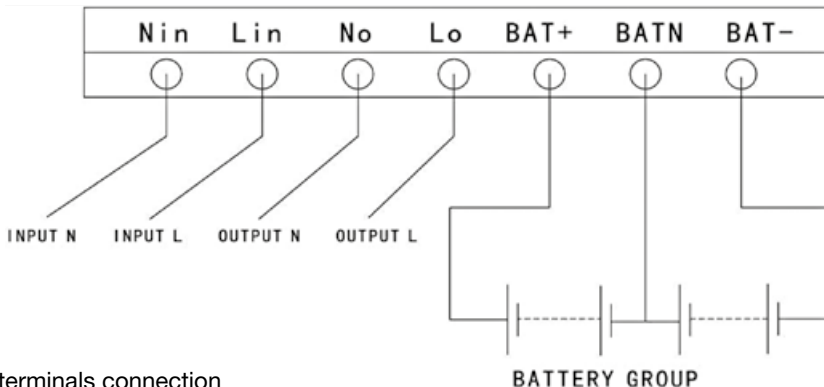 Nin Lin No Lo BAT+ BATN BAT-
INPUT N INPUT L OUTPUT N OUTPUT L
terminals connection
BATTERY GROUP